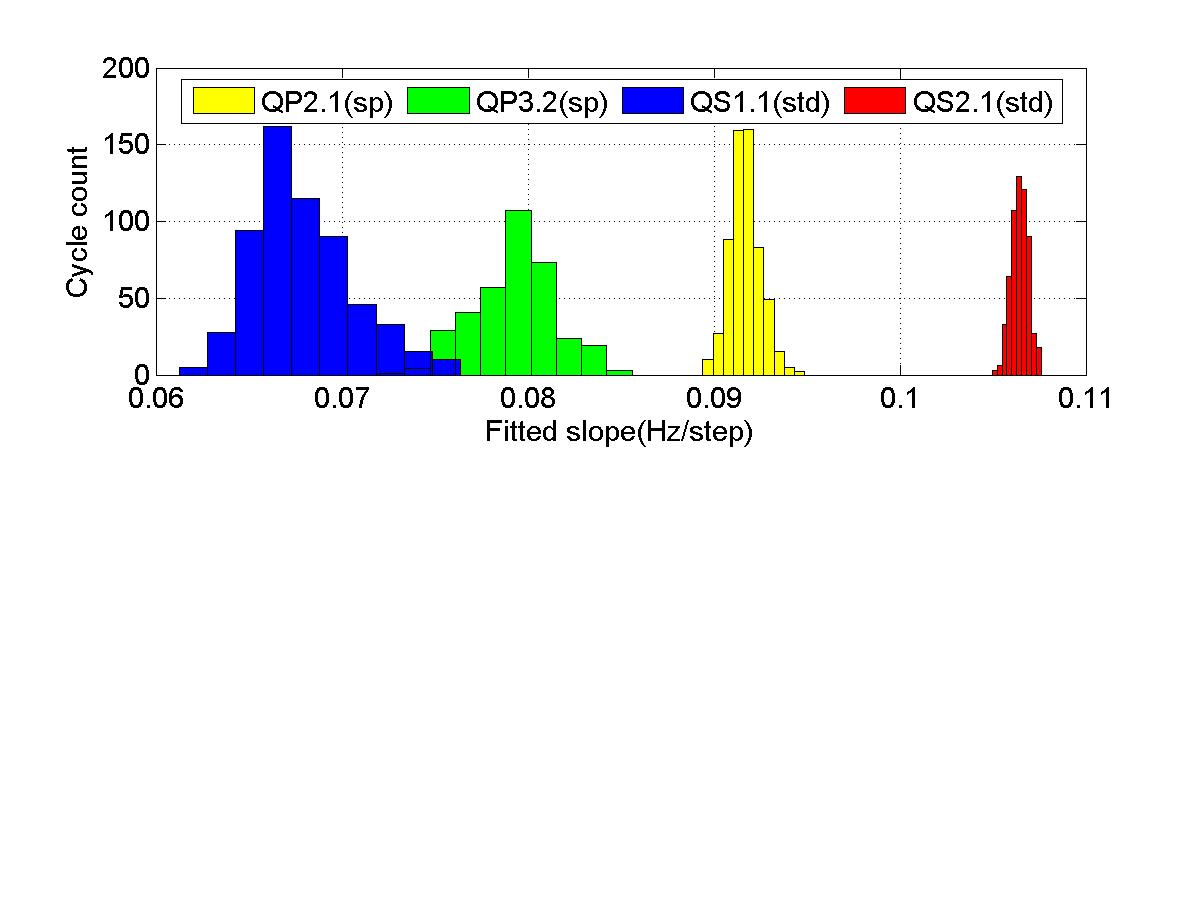 200
QP2.1(sp) QP3.2(sp) QS1.1(std) QS2.1(std)
150
100
50
0
Cycle count
0.06 0.07 0.08 0.09 0.1 0.11
Fitted slope(Hz/step)